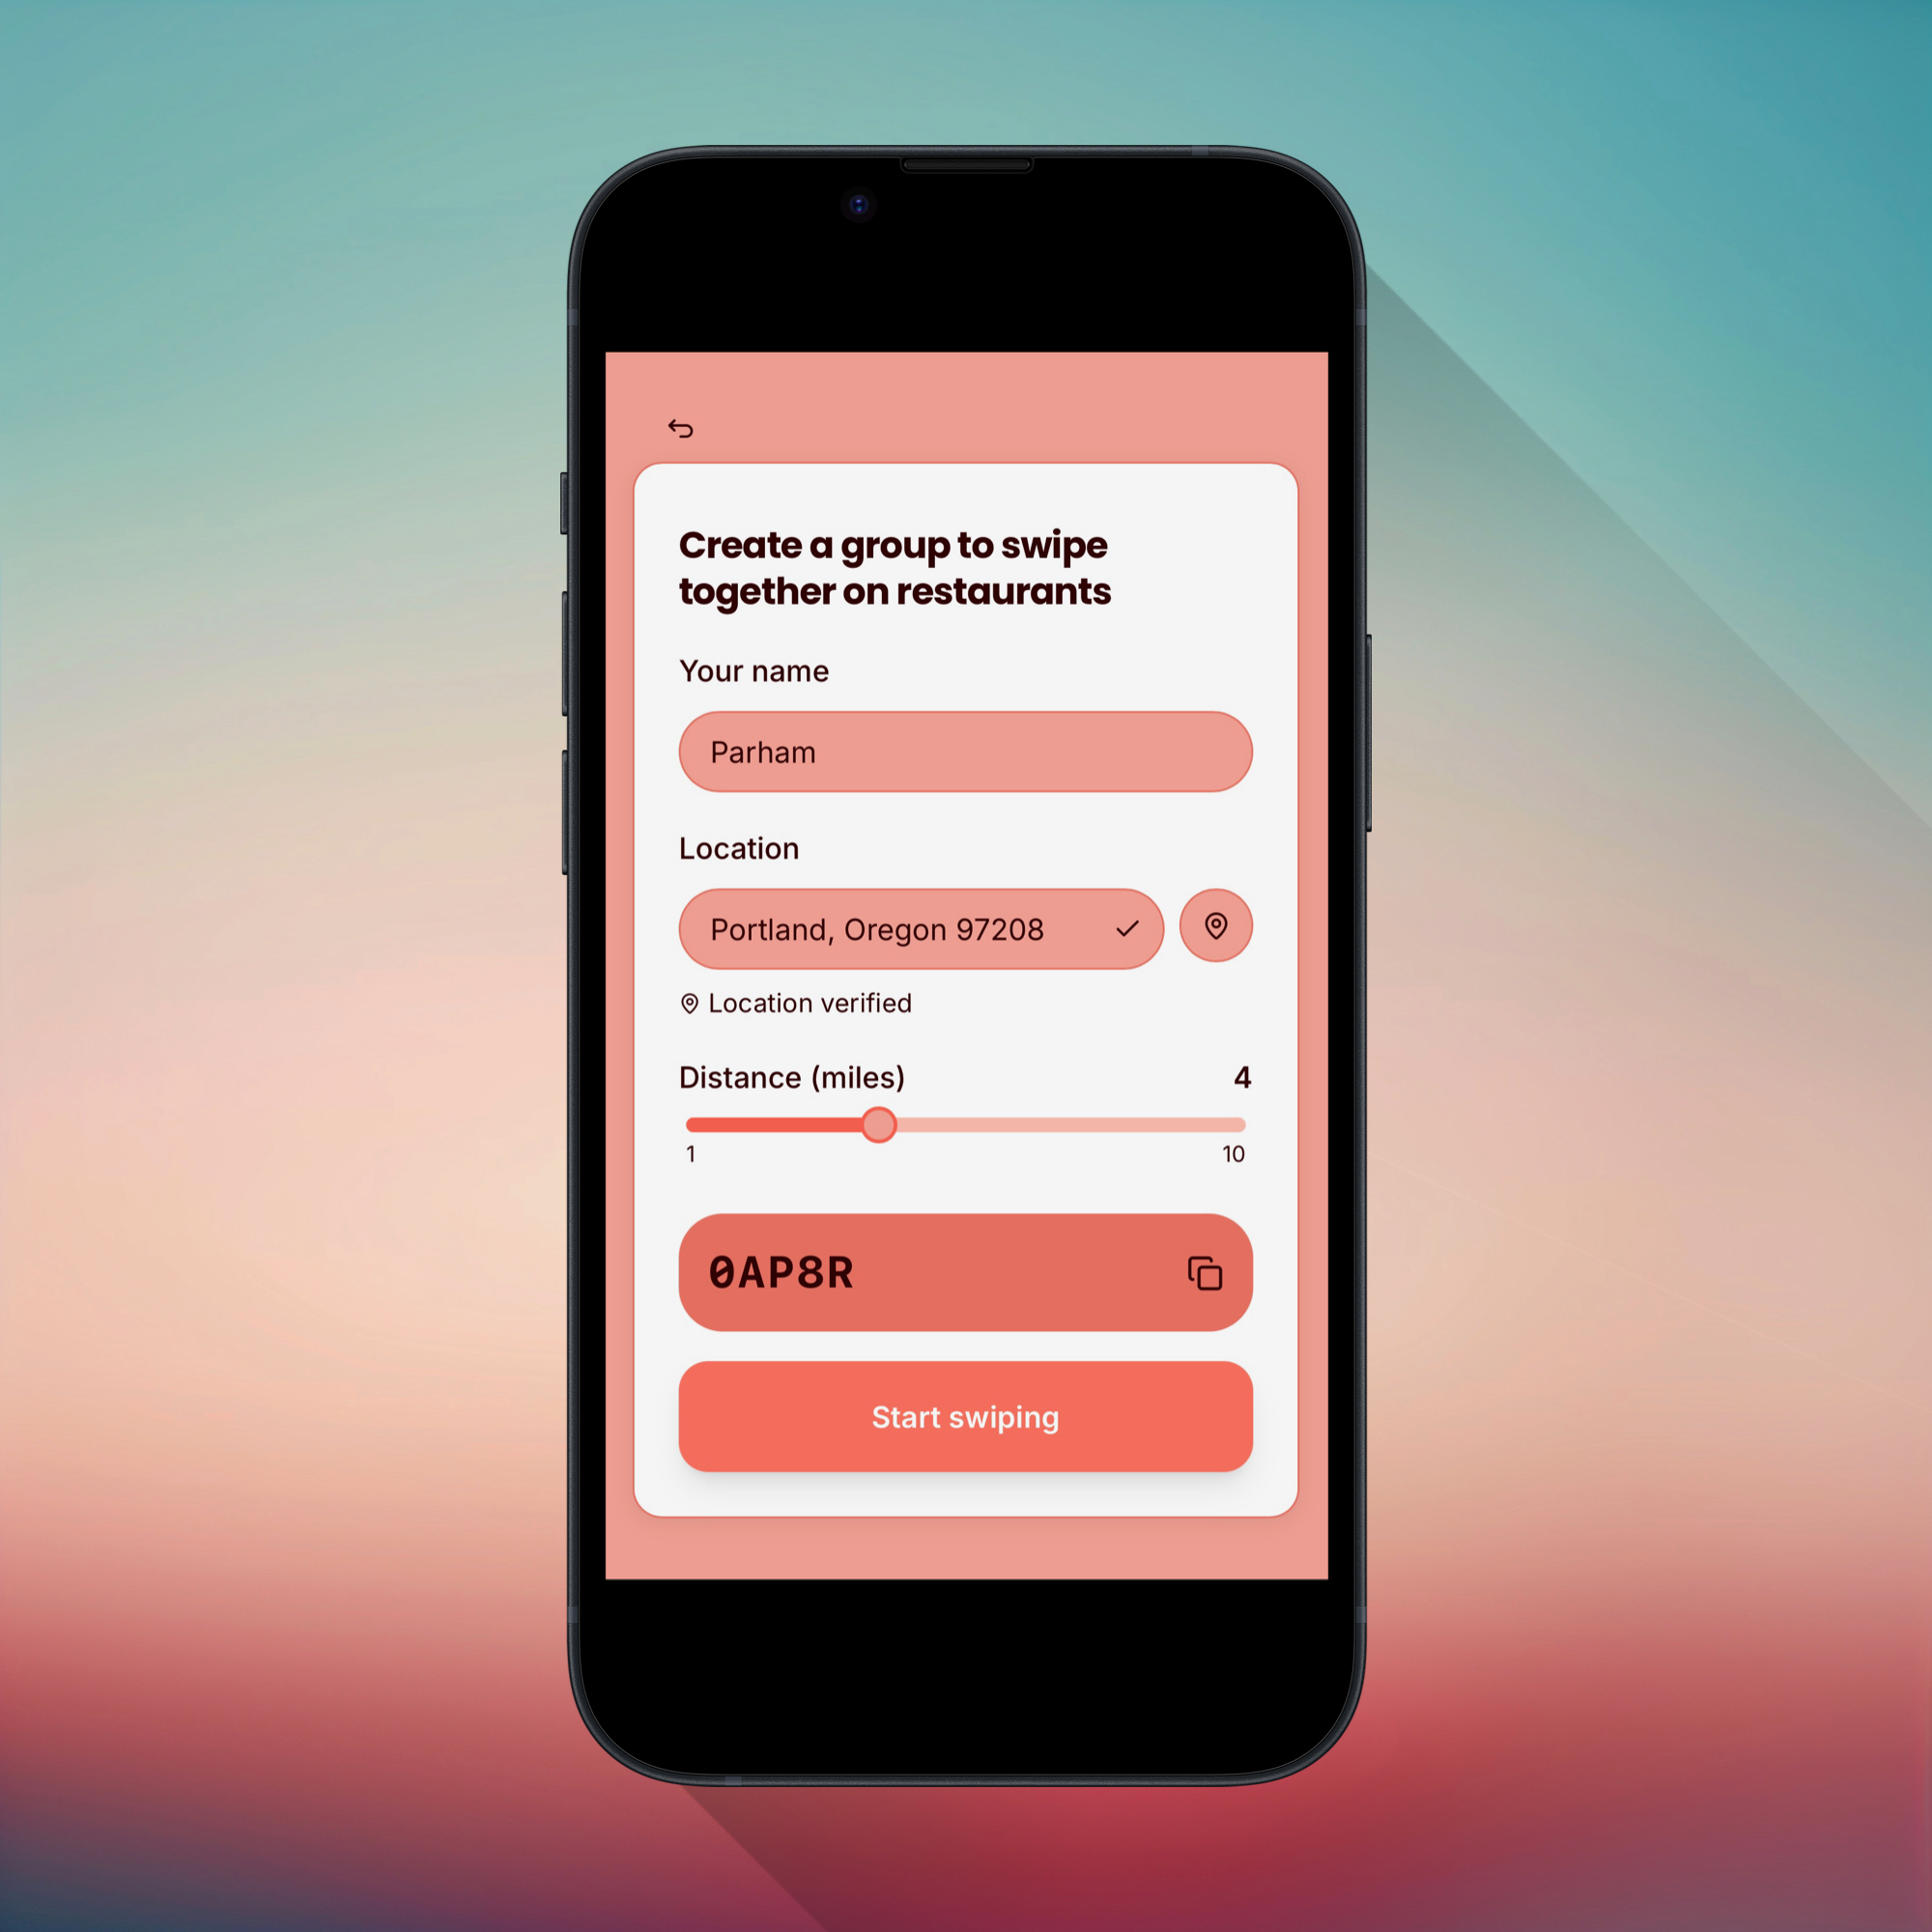 Create a group to swipe
together on restaurants
Your name
Parham
Location
Portland, Oregon 97208
Location verified
Distance (miles) 4
1 10
0AP8R
Start swiping